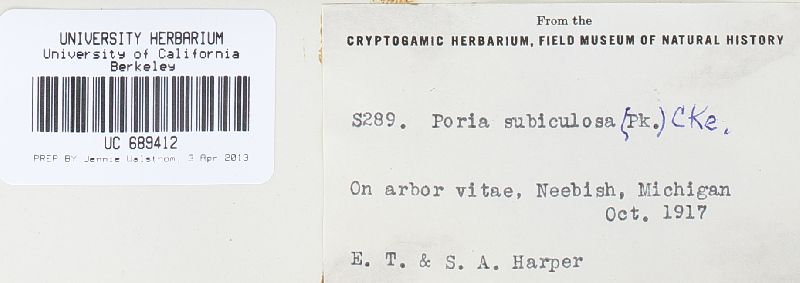 UNIVERSITY HERBARIUM
University of California
Berkeley
UC 689412
PREP BY Jennie Walstrom, 3 Apr 2013
From the
CRYPTOGAMIC HERBARIUM, FIELD MUSEUM OF NATURAL HISTORY
S289. Poria subiculosa (Pk.) CKe.
On arbor vitae, Neebish, Michigan
Oct. 1917
E. T. & S. A. Harper